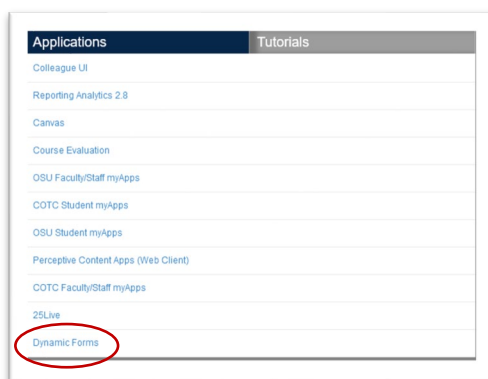 Applications Tutorials
Colleague UI
Reporting Analytics 2.8
Canvas
Course Evaluation
OSU Faculty/Staff myApps
COTC Student myApps
OSU Student myApps
Perceptive Content Apps (Web Client)
COTC Faculty/Staff myApps
25Live
Dynamic Forms